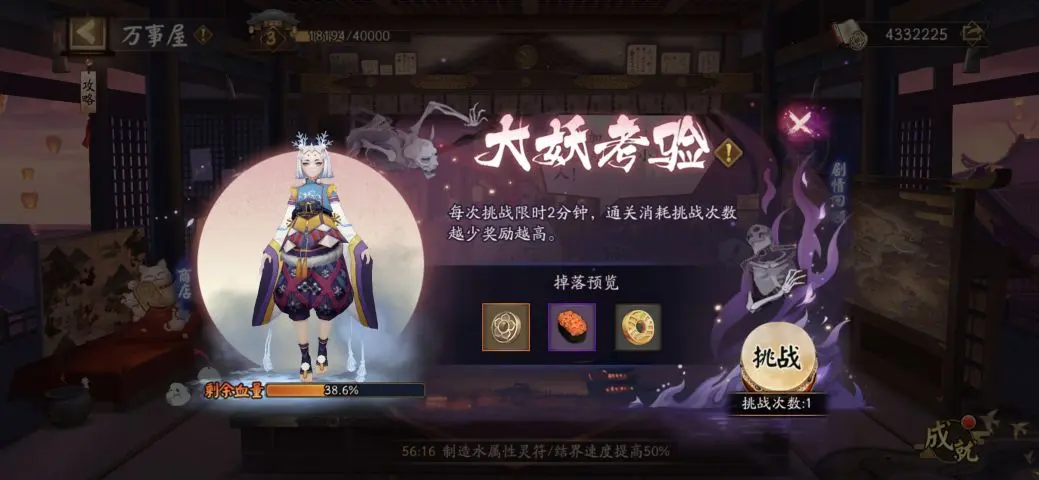 万事屋
3
18194/40000
4332225
攻略
大妖考验
每次挑战限时2分钟，通关消耗挑战次数
越少奖励越高。
剧情回
商店
掉落预览
挑战
剩余血量
38.6%
挑战次数:1
成就
56:16 制造水属性灵符/结界速度提高50%